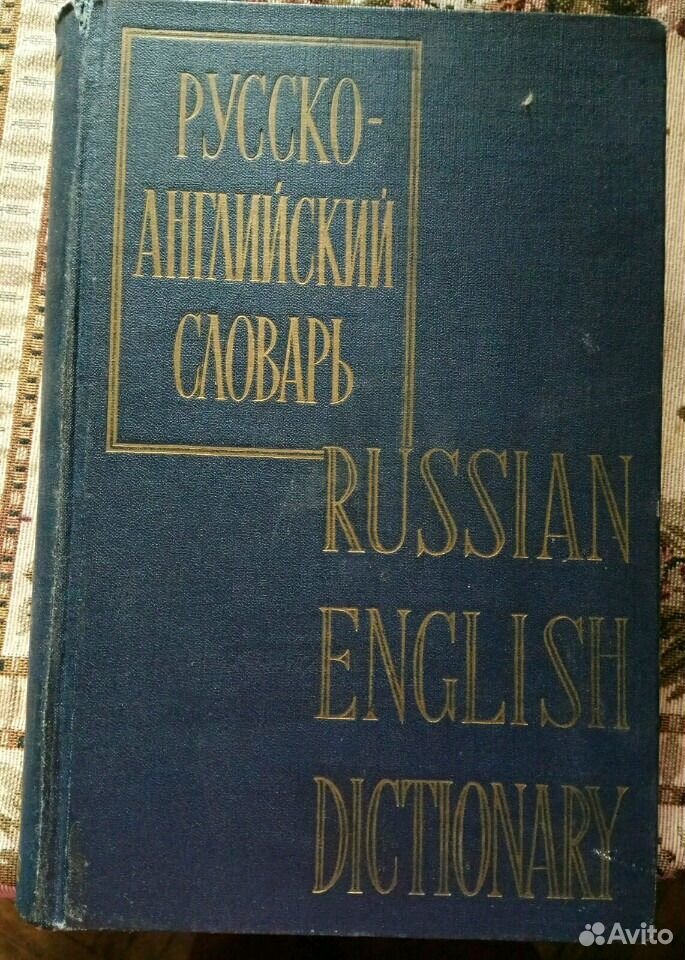 РУССКО-
АНГЛИЙСКИЙ
СЛОВАРЬ
RUSSIAN
ENGLISH
DICTIONARY
Avito